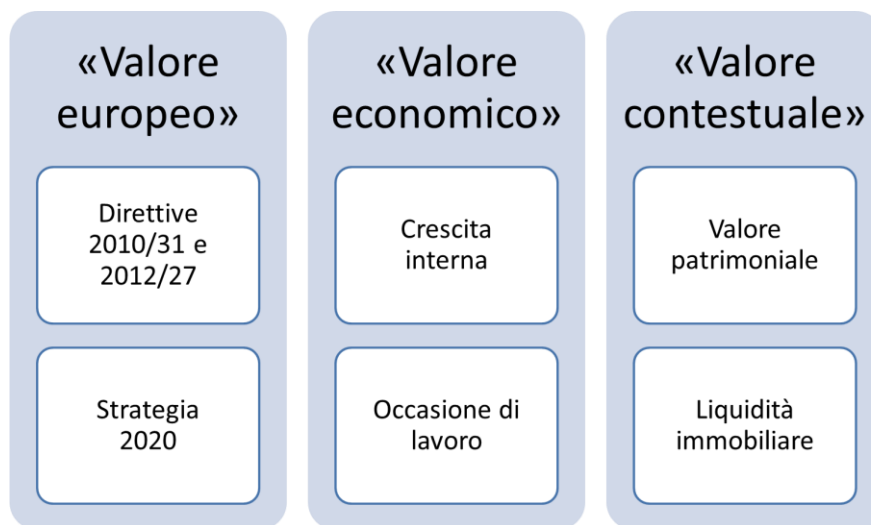 «Valore
europeo»
Direttive
2010/31 e
2012/27
Strategia
2020
«Valore
economico»
Crescita
interna
Occasione di
lavoro
«Valore
contestuale»
Valore
patrimoniale
Liquidità
immobiliare